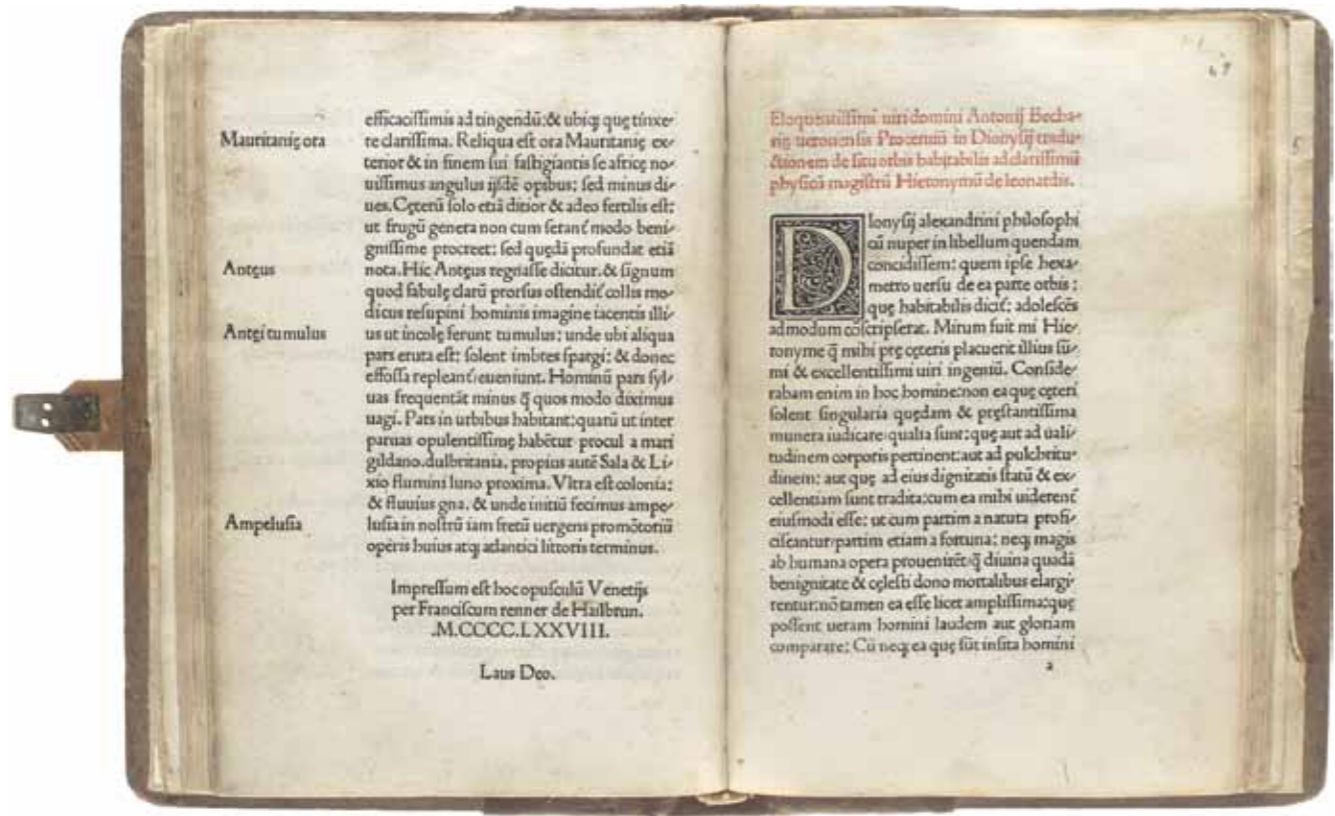 efficacissimis ad tingendū: & ubiq; quę tinxe-
Mauritanię ora
re clarissima. Reliqua est ora Mauritanię ex-
terior & in finem sui fastigiantis se africę no-
uissimus angulus ijsdē opibus: sed minus di-
ues. Cęterū solo etiā ditior & adeo fertilis est:
ut frugū genera non cum serant̃ modo beni-
gnissime procreet: sed quędā profundat etiā
Antęus
nota. Hic Antęus regnasse dicitur. & signum
quod fabulę clarū prorsus ostendit̃ collis mo-
dicus resupini hominis imagine iacentis illi-
Antęi tumulus
us ut incolę ferunt tumulus: unde ubi aliqua
pars eruta est: solent imbres spargi: & donec
effossa repleant̃: eueniunt. Hominū pars syl-
uas frequentāt minus q̄ quos modo diximus
uagi. Pars in urbibus habitant: quarū ut inter
paruas opulentissimę habētur procul a mari
gildano. dulbritania. propius autē Sala & Li-
xio flumini luno proxima. Vltra est colonia:
& fluuius gna. & unde initiū fecimus ampe-
Ampelusia
lusia in nostrū iam fretū uergens promōtoriū
operis huius atq; atlantici littoris terminus.
Impressum est hoc opusculū Venetijs
per Franciscum renner de Hailbrun.
.M.CCCC.LXXVIII.
Laus Deo.
Eloquentissimi uiri domini Antonij Becha-
rię ueronensis Proemiū in Dionysij tradu-
ctionem de situ orbis habitabilis ad clarissimū
physicū magistrū Hieronymū de leonardis.
DIonysij alexandrini philosophi
cū nuper in libellum quendam
concidissem: quem ipse hexa-
metro uersu de ea parte orbis:
quę habitabilis dicit̃: adolescēs
admodum cōscripserat. Mirum fuit mi Hie-
ronyme q̄ mihi prę cęteris placuerit illius sū-
mi & excellentissimi uiri ingeniū. Conside-
rabam enim in hoc homine: non ea quę cęteri
solent singularia quędam & pręstantissima
munera iudicare: qualia sunt: quę aut ad uali-
tudinem corporis pertinent: aut ad pulchritu-
dinem: aut quę ad eius dignitatis statū & ex-
cellentiam sunt tradita: cum ea mihi uiderent̃
eiusmodi esse: ut cum partim a natura profi-
ciscantur: partim etiam a fortuna: neq; magis
ab humana opera prouenirēt: q̄ diuina quadā
benignitate & cęlesti dono mortalibus elargi-
rentur: nō tamen ea esse licet amplissima: quę
possent ueram homini laudem aut gloriam
comparare: Cū neq; ea quę sūt insita homini
a